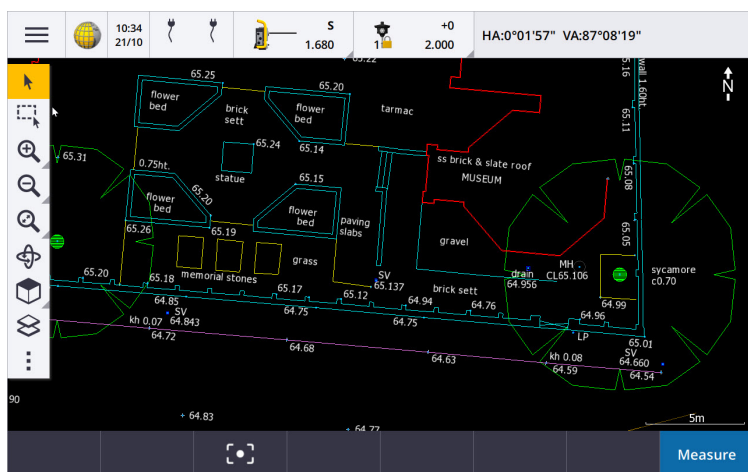 10:34
21/10
S
1.680
1
+0
2.000
HA:0°01'57" VA:87°08'19"
65.22
65.25
65.20
flower
bed
brick
sett
flower
bed
tarmac
wall 1.60ht.
65.16
65.11
N
65.31
65.24
65.14
0.75ht.
statue
65.15
ss brick & slate roof
MUSEUM
65.08
65.20
flower
bed
flower
bed
paving
slabs
65.26
65.19
gravel
65.05
grass
memorial stones
65.20
65.18
65.17
65.12
SV
65.137
drain
64.956
MH
CL65.106
sycamore
c0.70
brick sett
64.85
64.75
64.94
64.76
64.99
64.96
SV
64.843
kh 0.07
64.72
64.75
LP
65.01
64.68
64.63
kh 0.08
64.59
SV
64.660
64.54
90
64.83
64.77
5m
Measure